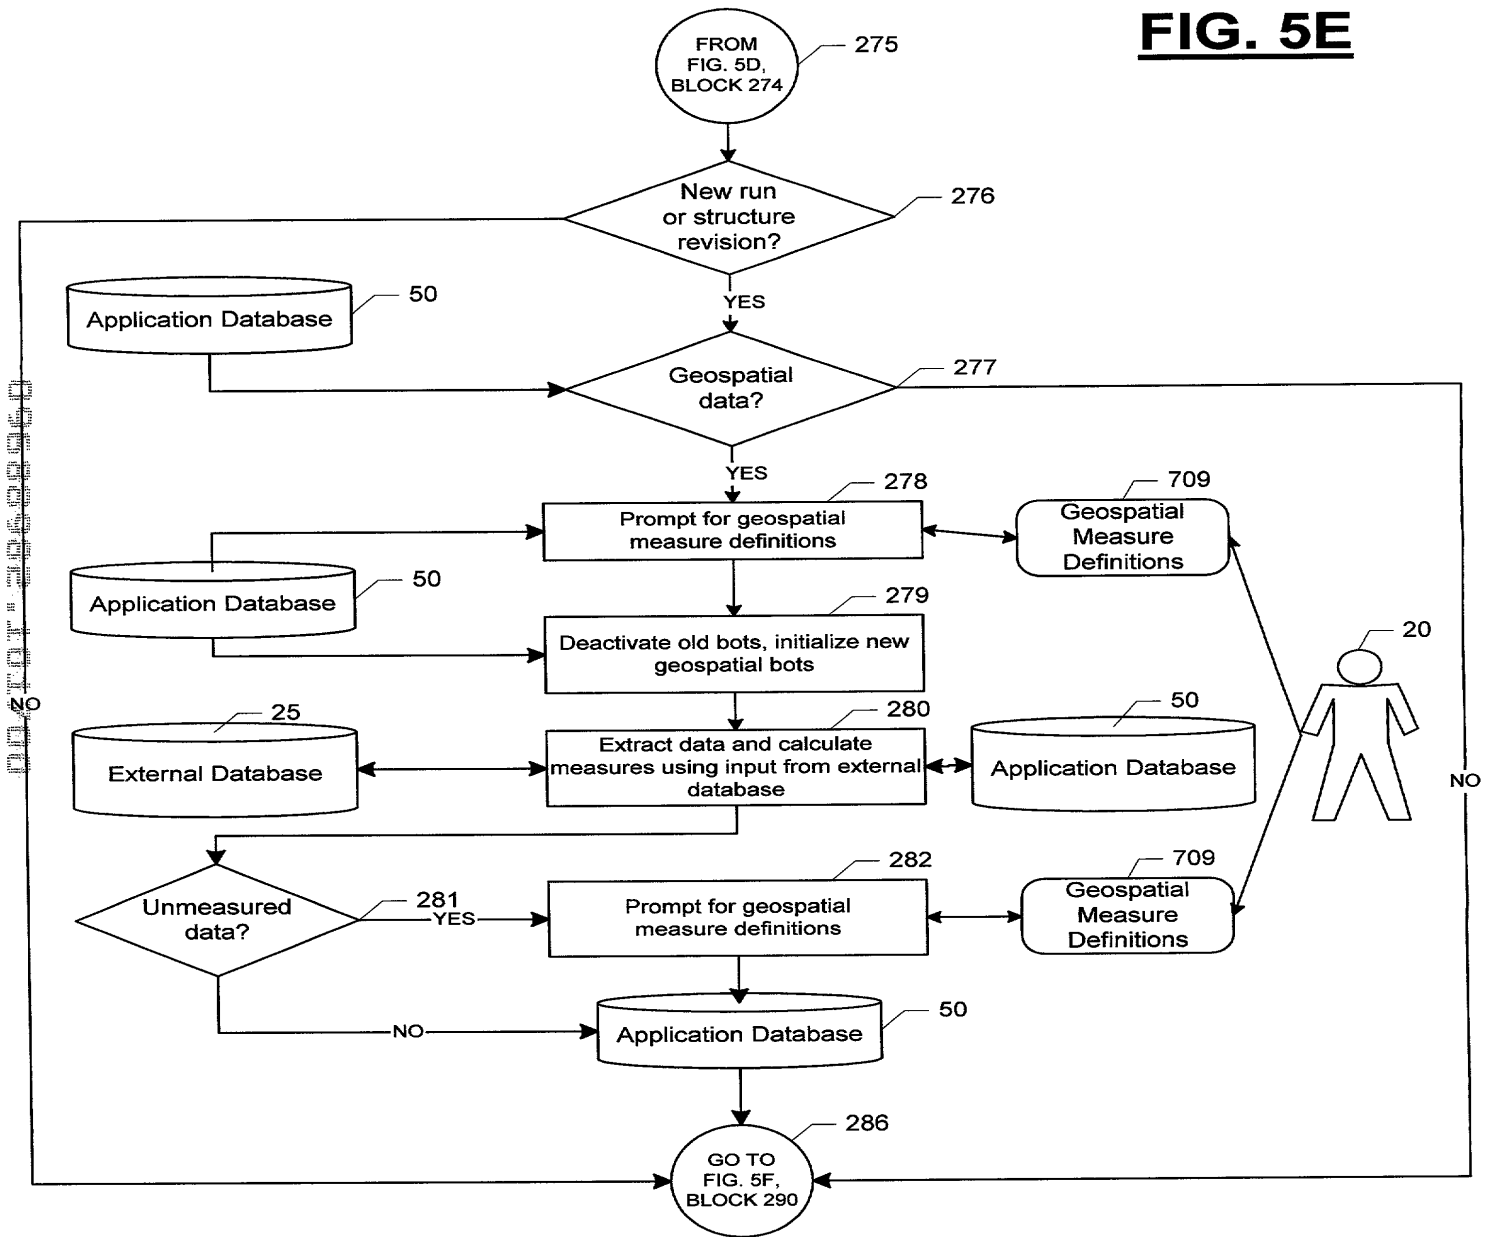 FIG. 5E
FROM
FIG. 5D,
BLOCK 274
275
New run
or structure
revision?
276
YES
50
Application Database
Geospatial
data?
277
YES
278
Prompt for geospatial
measure definitions
709
Geospatial
Measure
Definitions
50
Application Database
279
Deactivate old bots, initialize new
geospatial bots
20
NO
25
External Database
280
Extract data and calculate
measures using input from external
database
50
Application Database
NO
281
Unmeasured
data?
YES
282
Prompt for geospatial
measure definitions
709
Geospatial
Measure
Definitions
NO
50
Application Database
286
GO TO
FIG. 5F,
BLOCK 290